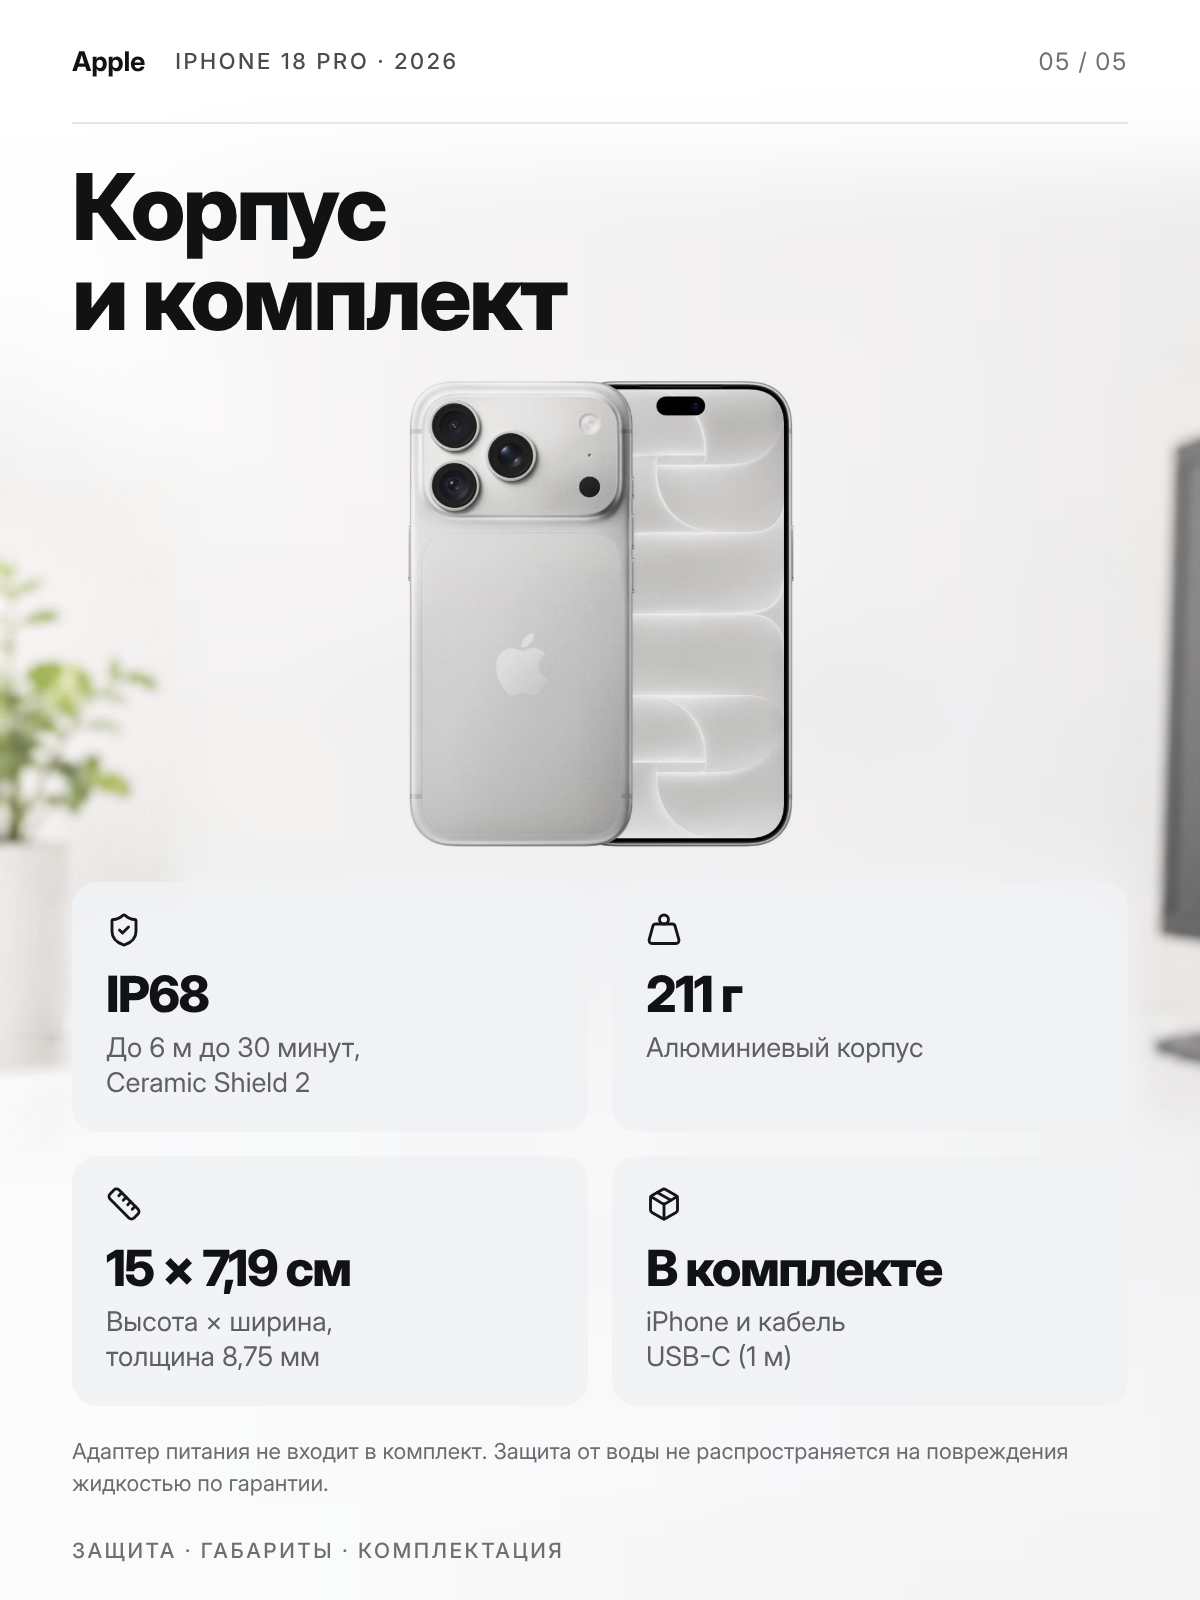 Apple IPHONE 18 PRO · 2026 05 / 05
Корпус
и комплект
IP68
До 6 м до 30 минут,
Ceramic Shield 2
211 г
Алюминиевый корпус
15 × 7,19 см
Высота × ширина,
толщина 8,75 мм
В комплекте
iPhone и кабель
USB-C (1 м)
Адаптер питания не входит в комплект. Защита от воды не распространяется на повреждения
жидкостью по гарантии.
ЗАЩИТА · ГАБАРИТЫ · КОМПЛЕКТАЦИЯ